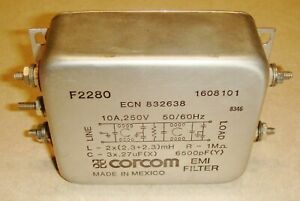 F2280
1608101
ECN 832638
8346
10A,250V 50/60Hz
LINE
LOAD
L - 2x(2.3+2.3)mH R - 1MΩ
C - 3x.27uF(X) 6500pF(Y)
corcom EMI
FILTER
MADE IN MEXICO